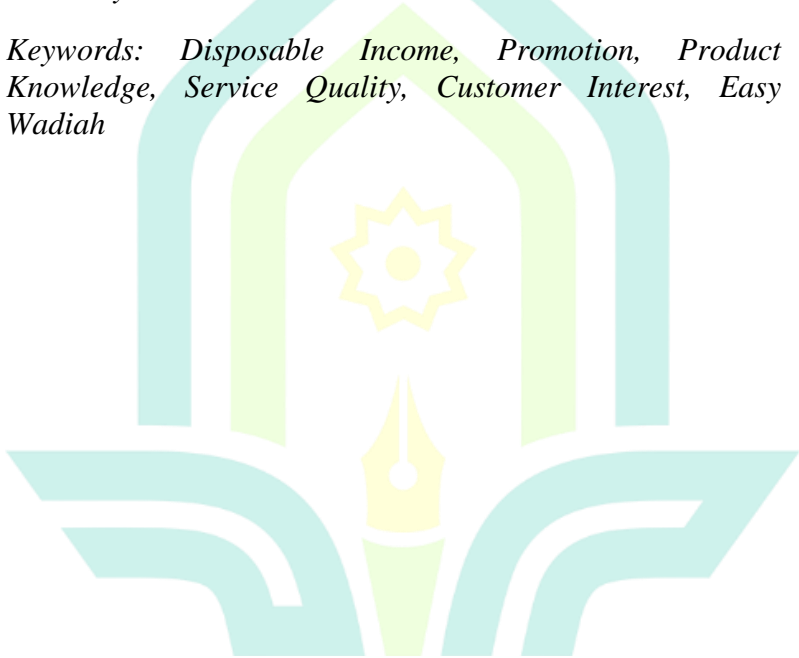 Keywords: Disposable Income, Promotion, Product
Knowledge, Service Quality, Customer Interest, Easy
Wadiah